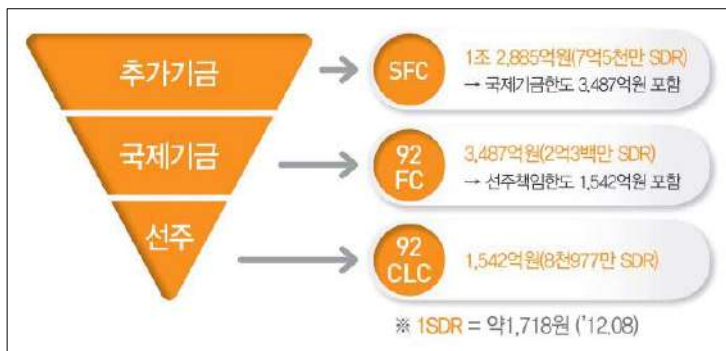 추가기금
SFC
1조 2,885억원(7억5천만 SDR)
→ 국제기금한도 3,487억원 포함
국제기금
92
FC
3,487억원(2억3백만 SDR)
→ 선주책임한도 1,542억원 포함
선주
92
CLC
1,542억원(8천977만 SDR)
※ 1SDR = 약1,718원 ('12.08)